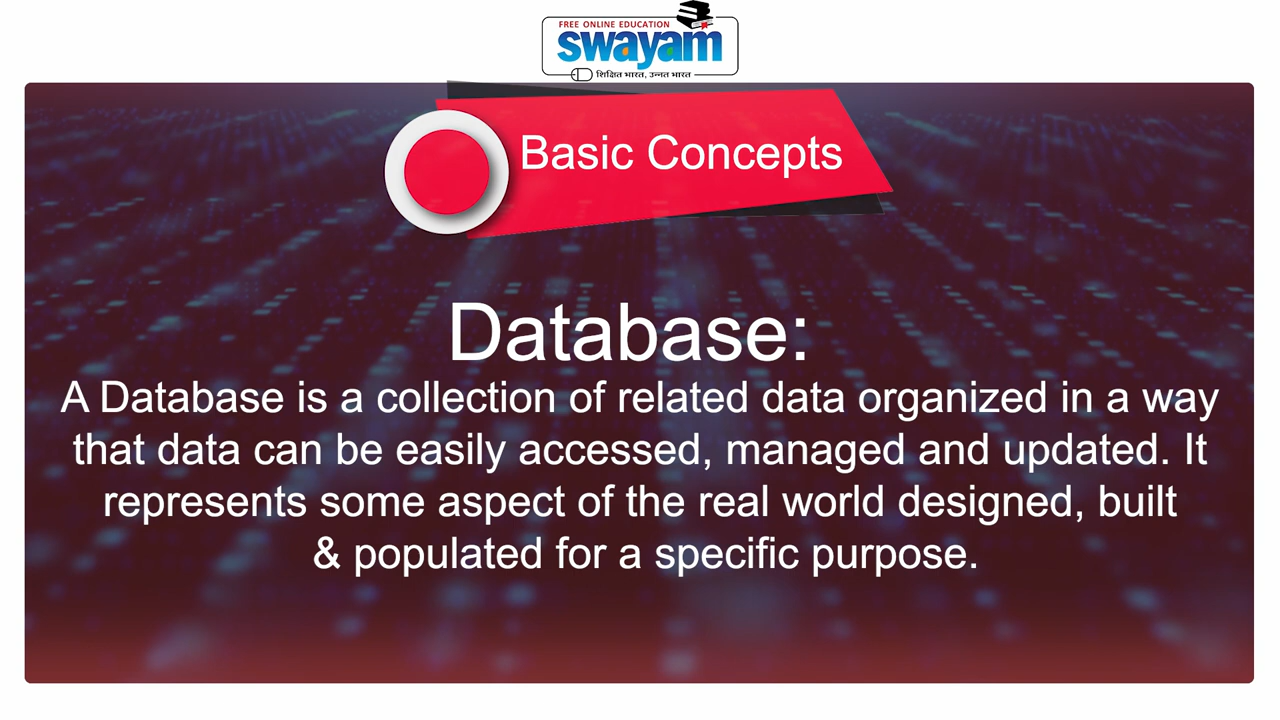 FREE ONLINE EDUCATION
swayam
शिक्षित भारत, उन्नत भारत
Basic Concepts
Database:
A Database is a collection of related data organized in a way
that data can be easily accessed, managed and updated. It
represents some aspect of the real world designed, built
& populated for a specific purpose.